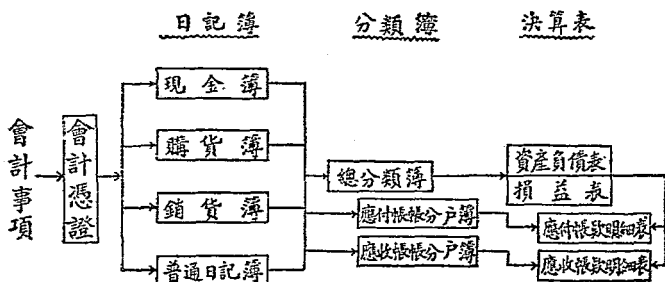 日記簿
分類簿
決算表
會計事項
會計憑證
現金簿
購貨簿
銷貨簿
普通日記簿
總分類簿
應付帳帳分戶簿
應收帳帳分戶簿
資產負債表
損益表
應付帳款明細表
應收帳款明細表